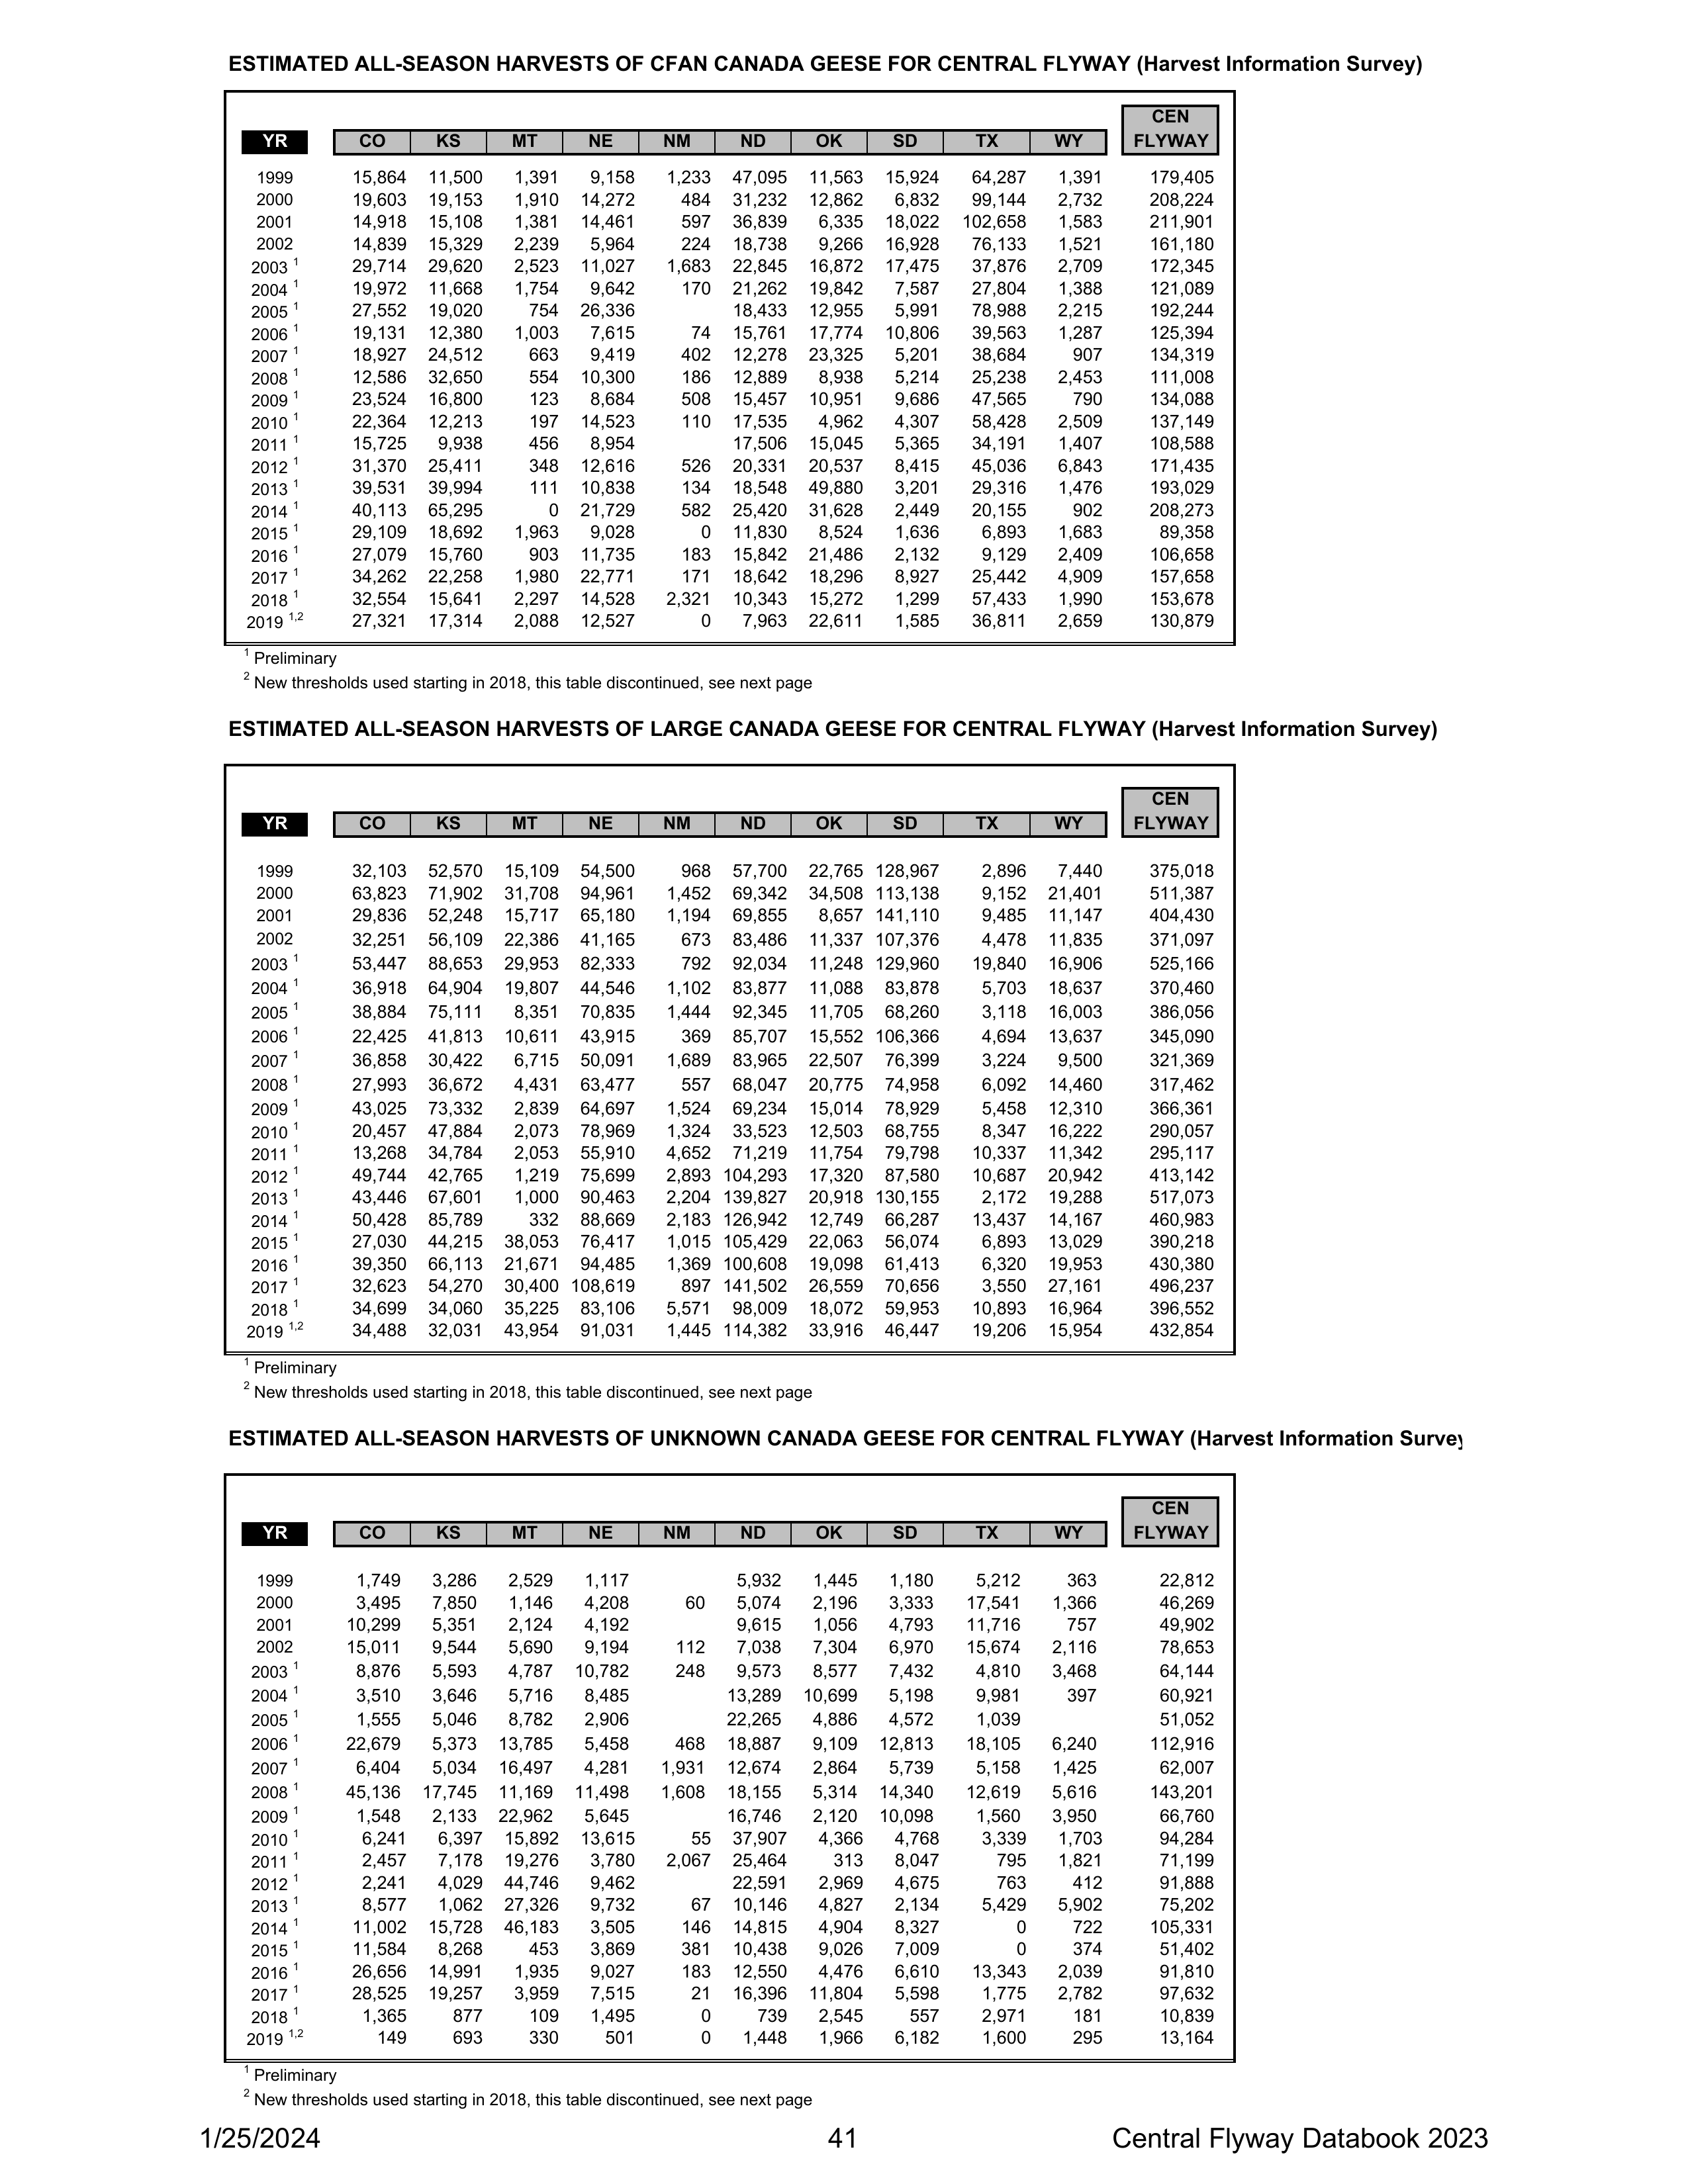 ESTIMATED ALL-SEASON HARVESTS OF CFAN CANADA GEESE FOR CENTRAL FLYWAY (Harvest Information Survey)
CEN
YR CO KS MT NE NM ND OK SD TX WY FLYWAY
1999 15,864 11,500 1,391 9,158 1,233 47,095 11,563 15,924 64,287 1,391 179,405
2000 19,603 19,153 1,910 14,272 484 31,232 12,862 6,832 99,144 2,732 208,224
2001 14,918 15,108 1,381 14,461 597 36,839 6,335 18,022 102,658 1,583 211,901
2002 14,839 15,329 2,239 5,964 224 18,738 9,266 16,928 76,133 1,521 161,180
2003 1 29,714 29,620 2,523 11,027 1,683 22,845 16,872 17,475 37,876 2,709 172,345
2004 1 19,972 11,668 1,754 9,642 170 21,262 19,842 7,587 27,804 1,388 121,089
2005 1 27,552 19,020 754 26,336 18,433 12,955 5,991 78,988 2,215 192,244
2006 1 19,131 12,380 1,003 7,615 74 15,761 17,774 10,806 39,563 1,287 125,394
2007 1 18,927 24,512 663 9,419 402 12,278 23,325 5,201 38,684 907 134,319
2008 1 12,586 32,650 554 10,300 186 12,889 8,938 5,214 25,238 2,453 111,008
2009 1 23,524 16,800 123 8,684 508 15,457 10,951 9,686 47,565 790 134,088
2010 1 22,364 12,213 197 14,523 110 17,535 4,962 4,307 58,428 2,509 137,149
2011 1 15,725 9,938 456 8,954 17,506 15,045 5,365 34,191 1,407 108,588
2012 1 31,370 25,411 348 12,616 526 20,331 20,537 8,415 45,036 6,843 171,435
2013 1 39,531 39,994 111 10,838 134 18,548 49,880 3,201 29,316 1,476 193,029
2014 1 40,113 65,295 0 21,729 582 25,420 31,628 2,449 20,155 902 208,273
2015 1 29,109 18,692 1,963 9,028 0 11,830 8,524 1,636 6,893 1,683 89,358
2016 1 27,079 15,760 903 11,735 183 15,842 21,486 2,132 9,129 2,409 106,658
2017 1 34,262 22,258 1,980 22,771 171 18,642 18,296 8,927 25,442 4,909 157,658
2018 1 32,554 15,641 2,297 14,528 2,321 10,343 15,272 1,299 57,433 1,990 153,678
2019 1,2 27,321 17,314 2,088 12,527 0 7,963 22,611 1,585 36,811 2,659 130,879
1 Preliminary
2 New thresholds used starting in 2018, this table discontinued, see next page
ESTIMATED ALL-SEASON HARVESTS OF LARGE CANADA GEESE FOR CENTRAL FLYWAY (Harvest Information Survey)
CEN
YR CO KS MT NE NM ND OK SD TX WY FLYWAY
1999 32,103 52,570 15,109 54,500 968 57,700 22,765 128,967 2,896 7,440 375,018
2000 63,823 71,902 31,708 94,961 1,452 69,342 34,508 113,138 9,152 21,401 511,387
2001 29,836 52,248 15,717 65,180 1,194 69,855 8,657 141,110 9,485 11,147 404,430
2002 32,251 56,109 22,386 41,165 673 83,486 11,337 107,376 4,478 11,835 371,097
2003 1 53,447 88,653 29,953 82,333 792 92,034 11,248 129,960 19,840 16,906 525,166
2004 1 36,918 64,904 19,807 44,546 1,102 83,877 11,088 83,878 5,703 18,637 370,460
2005 1 38,884 75,111 8,351 70,835 1,444 92,345 11,705 68,260 3,118 16,003 386,056
2006 1 22,425 41,813 10,611 43,915 369 85,707 15,552 106,366 4,694 13,637 345,090
2007 1 36,858 30,422 6,715 50,091 1,689 83,965 22,507 76,399 3,224 9,500 321,369
2008 1 27,993 36,672 4,431 63,477 557 68,047 20,775 74,958 6,092 14,460 317,462
2009 1 43,025 73,332 2,839 64,697 1,524 69,234 15,014 78,929 5,458 12,310 366,361
2010 1 20,457 47,884 2,073 78,969 1,324 33,523 12,503 68,755 8,347 16,222 290,057
2011 1 13,268 34,784 2,053 55,910 4,652 71,219 11,754 79,798 10,337 11,342 295,117
2012 1 49,744 42,765 1,219 75,699 2,893 104,293 17,320 87,580 10,687 20,942 413,142
2013 1 43,446 67,601 1,000 90,463 2,204 139,827 20,918 130,155 2,172 19,288 517,073
2014 1 50,428 85,789 332 88,669 2,183 126,942 12,749 66,287 13,437 14,167 460,983
2015 1 27,030 44,215 38,053 76,417 1,015 105,429 22,063 56,074 6,893 13,029 390,218
2016 1 39,350 66,113 21,671 94,485 1,369 100,608 19,098 61,413 6,320 19,953 430,380
2017 1 32,623 54,270 30,400 108,619 897 141,502 26,559 70,656 3,550 27,161 496,237
2018 1 34,699 34,060 35,225 83,106 5,571 98,009 18,072 59,953 10,893 16,964 396,552
2019 1,2 34,488 32,031 43,954 91,031 1,445 114,382 33,916 46,447 19,206 15,954 432,854
1 Preliminary
2 New thresholds used starting in 2018, this table discontinued, see next page
ESTIMATED ALL-SEASON HARVESTS OF UNKNOWN CANADA GEESE FOR CENTRAL FLYWAY (Harvest Information Survey
CEN
YR CO KS MT NE NM ND OK SD TX WY FLYWAY
1999 1,749 3,286 2,529 1,117 5,932 1,445 1,180 5,212 363 22,812
2000 3,495 7,850 1,146 4,208 60 5,074 2,196 3,333 17,541 1,366 46,269
2001 10,299 5,351 2,124 4,192 9,615 1,056 4,793 11,716 757 49,902
2002 15,011 9,544 5,690 9,194 112 7,038 7,304 6,970 15,674 2,116 78,653
2003 1 8,876 5,593 4,787 10,782 248 9,573 8,577 7,432 4,810 3,468 64,144
2004 1 3,510 3,646 5,716 8,485 13,289 10,699 5,198 9,981 397 60,921
2005 1 1,555 5,046 8,782 2,906 22,265 4,886 4,572 1,039 51,052
2006 1 22,679 5,373 13,785 5,458 468 18,887 9,109 12,813 18,105 6,240 112,916
2007 1 6,404 5,034 16,497 4,281 1,931 12,674 2,864 5,739 5,158 1,425 62,007
2008 1 45,136 17,745 11,169 11,498 1,608 18,155 5,314 14,340 12,619 5,616 143,201
2009 1 1,548 2,133 22,962 5,645 16,746 2,120 10,098 1,560 3,950 66,760
2010 1 6,241 6,397 15,892 13,615 55 37,907 4,366 4,768 3,339 1,703 94,284
2011 1 2,457 7,178 19,276 3,780 2,067 25,464 313 8,047 795 1,821 71,199
2012 1 2,241 4,029 44,746 9,462 22,591 2,969 4,675 763 412 91,888
2013 1 8,577 1,062 27,326 9,732 67 10,146 4,827 2,134 5,429 5,902 75,202
2014 1 11,002 15,728 46,183 3,505 146 14,815 4,904 8,327 0 722 105,331
2015 1 11,584 8,268 453 3,869 381 10,438 9,026 7,009 0 374 51,402
2016 1 26,656 14,991 1,935 9,027 183 12,550 4,476 6,610 13,343 2,039 91,810
2017 1 28,525 19,257 3,959 7,515 21 16,396 11,804 5,598 1,775 2,782 97,632
2018 1 1,365 877 109 1,495 0 739 2,545 557 2,971 181 10,839
2019 1,2 149 693 330 501 0 1,448 1,966 6,182 1,600 295 13,164
1 Preliminary
2 New thresholds used starting in 2018, this table discontinued, see next page
1/25/2024 41 Central Flyway Databook 2023